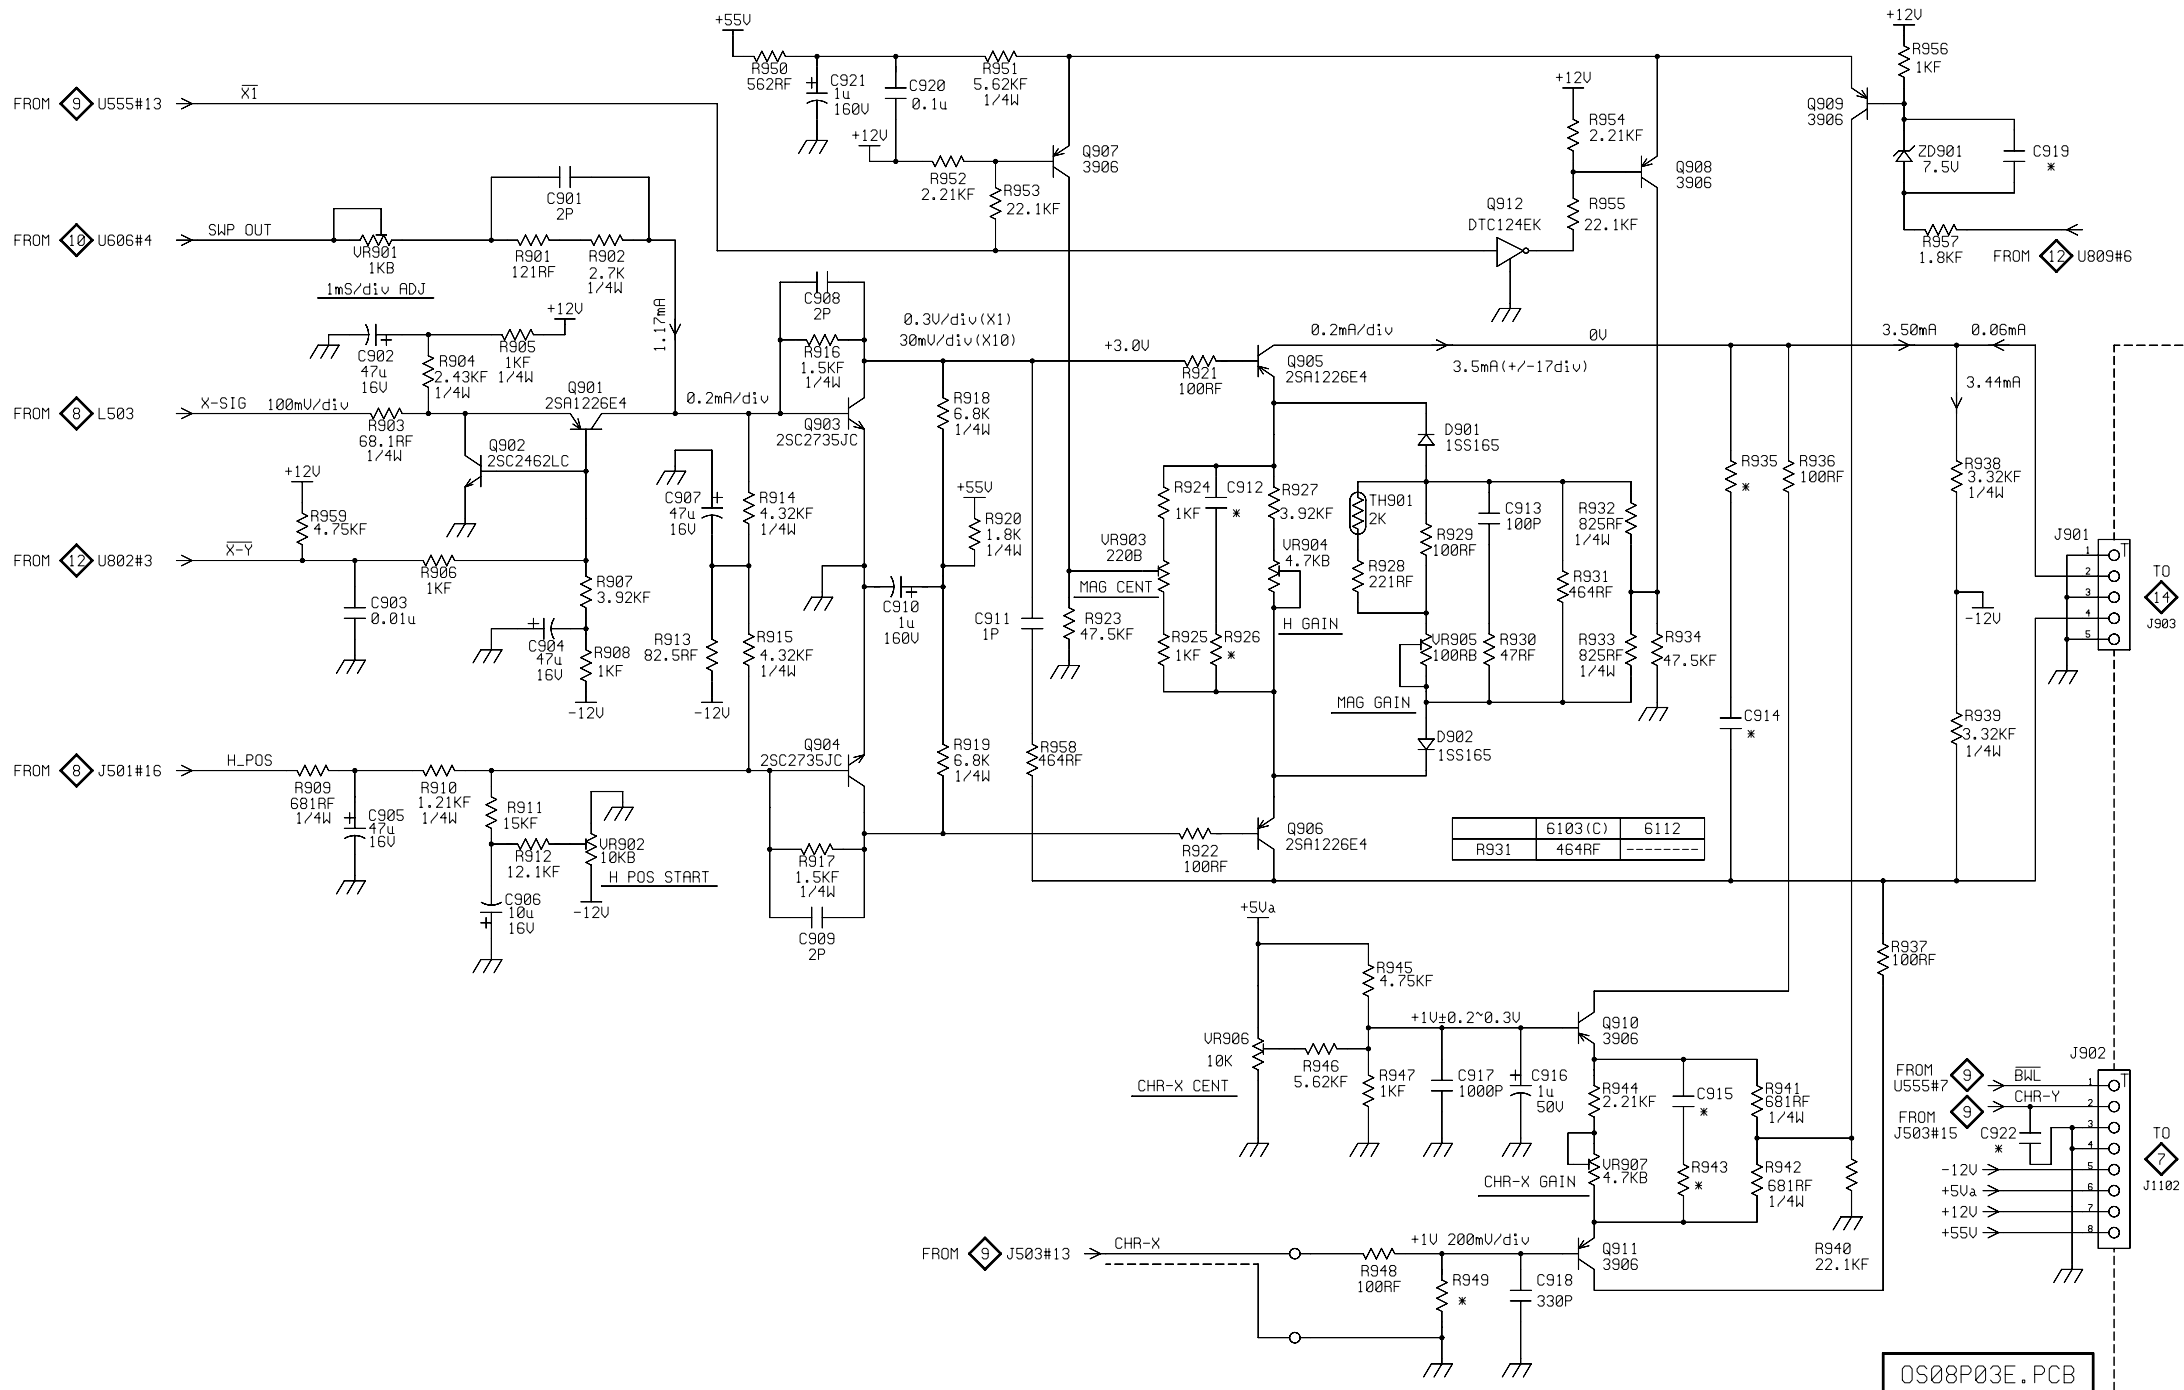 +55V
R950
562RF
C921
1u
160V
C920
0.1u
R951
5.62KF
1/4W
+12V
R956
1KF
FROM 9 U555#13
X1
+12V
R952
2.21KF
R953
22.1KF
Q907
3906
+12V
R954
2.21KF
Q908
3906
R955
22.1KF
Q909
3906
ZD901
7.5V
C919
*
R957
1.8KF
FROM 12 U809#6
Q912
DTC124EK
FROM 10 U606#4
SWP OUT
VR901
1KB
1mS/div ADJ
C901
2P
R901
121RF
R902
2.7K
1/4W
1.17mA
C902
47u
16V
R904
2.43KF
1/4W
R905
1KF
1/4W
+12V
C908
2P
R916
1.5KF
1/4W
0.3V/div(X1)
30mV/div(X10)
+3.0V
R921
100RF
Q905
2SA1226E4
0.2mA/div
3.5mA(+/-17div)
0V
3.50mA
0.06mA
3.44mA
FROM 8 L503
X-SIG
100mV/div
R903
68.1RF
1/4W
Q901
2SA1226E4
0.2mA/div
Q903
2SC2735JC
Q902
2SC2462LC
R918
6.8K
1/4W
D901
1SS165
+12V
R959
4.75KF
C907
47u
16V
R914
4.32KF
1/4W
+55V
R920
1.8K
1/4W
R924
1KF
C912
*
R927
3.92KF
TH901
2K
R929
100RF
C913
100P
R932
825RF
1/4W
R935
*
R936
100RF
R938
3.32KF
1/4W
FROM 12 U802#3
X-Y
R906
1KF
C903
0.01u
R907
3.92KF
C904
47u
16V
R908
1KF
-12V
R913
82.5RF
-12V
R915
4.32KF
1/4W
C910
1u
160V
C911
1P
R923
47.5KF
VR903
220B
MAG CENT
VR904
4.7KB
R925
1KF
R926
*
H GAIN
R928
221RF
VR905
100RB
MAG GAIN
R930
47RF
R931
464RF
R933
825RF
1/4W
R934
47.5KF
C914
*
-12V
R939
3.32KF
1/4W
J901
T
1
2
3
4
5
TO
14
J903
FROM 8 J501#16
H_POS
R909
681RF
1/4W
C905
47u
16V
R910
1.21KF
1/4W
R911
15KF
R912
12.1KF
VR902
10KB
H POS START
-12V
C906
10u
16V
Q904
2SC2735JC
R917
1.5KF
1/4W
C909
2P
R919
6.8K
1/4W
R958
464RF
R922
100RF
Q906
2SA1226E4
D902
1SS165
6103(C) 6112
R931 464RF --------
R937
100RF
+5Va
R945
4.75KF
VR906
10K
CHR-X CENT
R946
5.62KF
R947
1KF
+1V±0.2~0.3V
C917
1000P
C916
1u
50V
Q910
3906
R944
2.21KF
C915
*
R941
681RF
1/4W
VR907
4.7KB
CHR-X GAIN
R943
*
R942
681RF
1/4W
R940
22.1KF
FROM 9 J503#13
CHR-X
R948
100RF
+1V 200mV/div
R949
*
C918
330P
Q911
3906
J902
FROM 9
U555#7
BWL
FROM 9
J503#15
CHR-Y
C922
*
-12V
+5Va
+12V
+55V
T
1
2
3
4
5
6
7
8
TO
7
J1102
OS08P03E.PCB